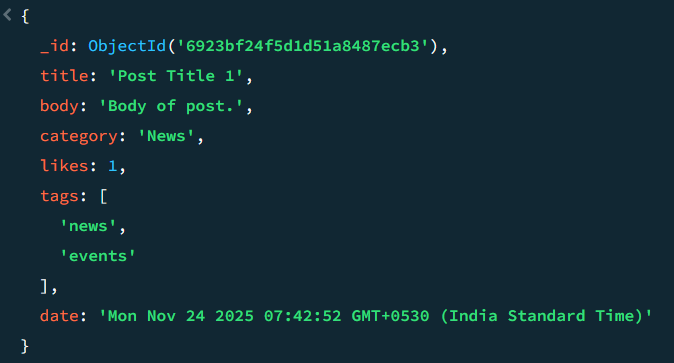 {
_id: ObjectId('6923bf24f5d1d51a8487ecb3'),
title: 'Post Title 1',
body: 'Body of post.',
category: 'News',
likes: 1,
tags: [
'news',
'events'
],
date: 'Mon Nov 24 2025 07:42:52 GMT+0530 (India Standard Time)'
}